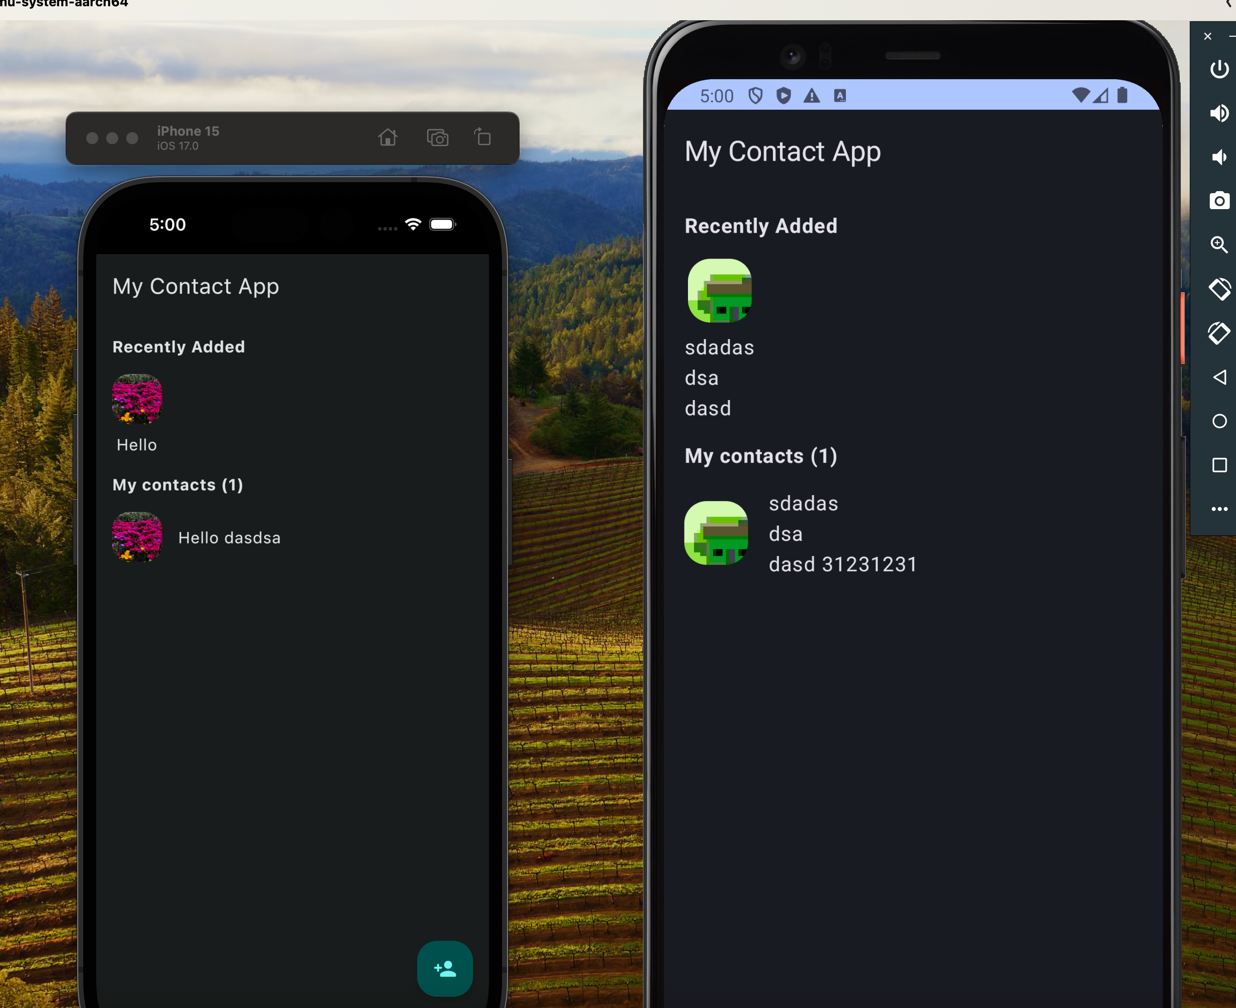 nu-system-aarch64
iPhone 15
iOS 17.0
5:00
My Contact App
Recently Added
Hello
My contacts (1)
Hello dasdsa
5:00
My Contact App
Recently Added
sdadas
dsa
dasd
My contacts (1)
sdadas
dsa
dasd 31231231